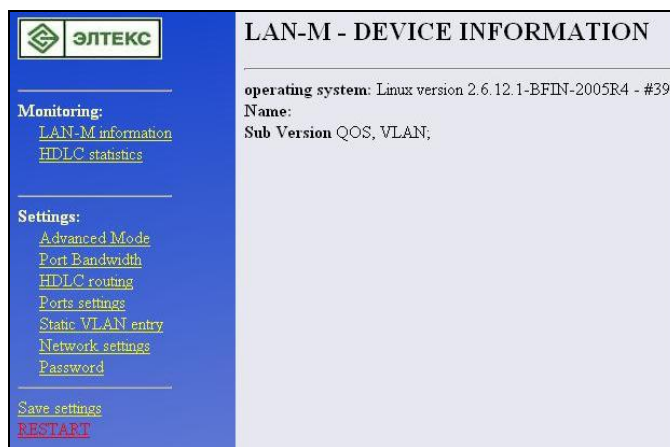 ЭЛТЕКС
Monitoring:
LAN-M information
HDLC statistics
Settings:
Advanced Mode
Port Bandwidth
HDLC routing
Ports settings
Static VLAN entry
Network settings
Password
Save settings
RESTART
LAN-M - DEVICE INFORMATION
operating system: Linux version 2.6.12.1-BFIN-2005R4 - #39
Name:
Sub Version QOS, VLAN;